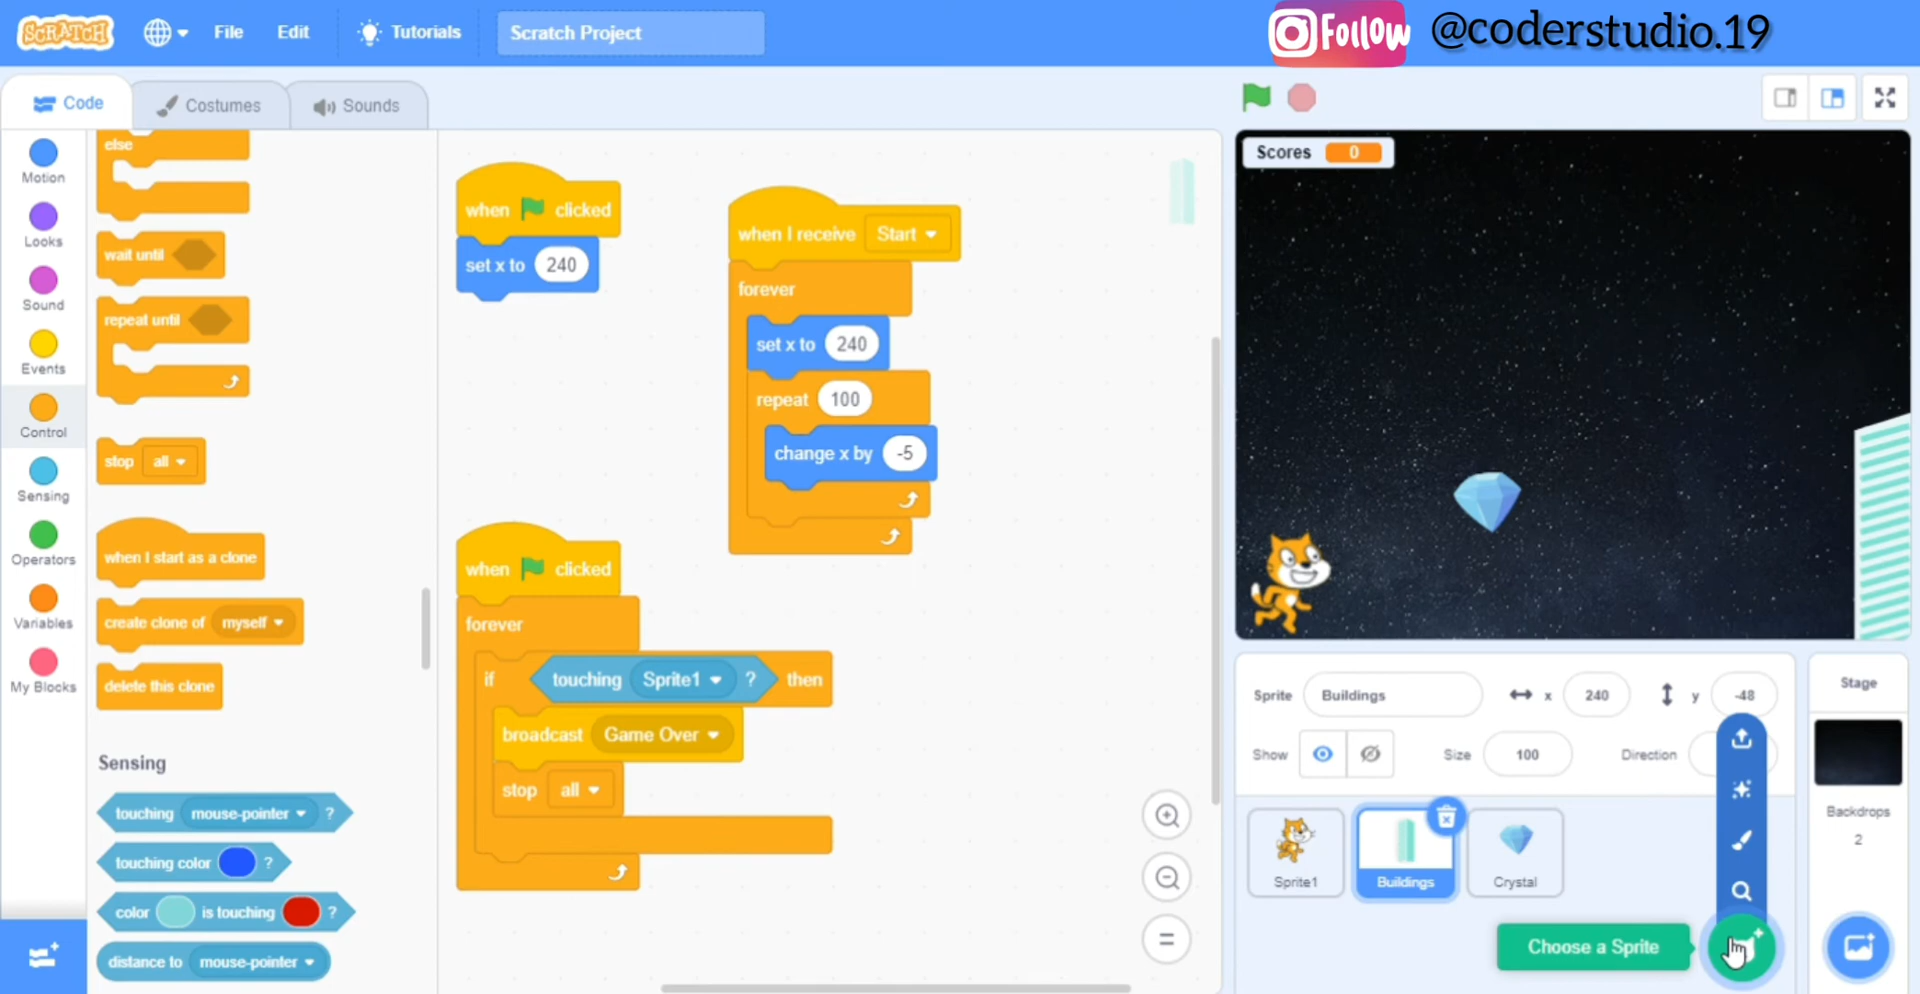 SCRATCH File Edit Tutorials Scratch Project Follow @coderstudio.19
Code Costumes Sounds
Motion
Looks
Sound
Events
Control
Sensing
Operators
Variables
My Blocks
else
wait until
repeat until
stop all
when I start as a clone
create clone of myself
delete this clone
Sensing
touching mouse-pointer ?
touching color ?
color is touching ?
distance to mouse-pointer
when clicked
set x to 240
when I receive Start
forever
set x to 240
repeat 100
change x by -5
when clicked
forever
if touching Sprite1 ? then
broadcast Game Over
stop all
Scores 0
Sprite Buildings x 240 y -48
Show Size 100 Direction
Sprite1 Buildings Crystal
Choose a Sprite
Stage
Backdrops
2